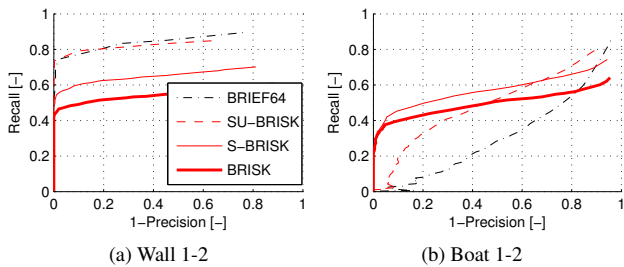 1
0.8
0.6
0.4
0.2
0
Recall [−]
0 0.2 0.4 0.6 0.8 1
1−Precision [−]
BRIEF64
SU−BRISK
S−BRISK
BRISK
(a) Wall 1-2
1
0.8
0.6
0.4
0.2
0
Recall [−]
0 0.2 0.4 0.6 0.8 1
1−Precision [−]
(b) Boat 1-2